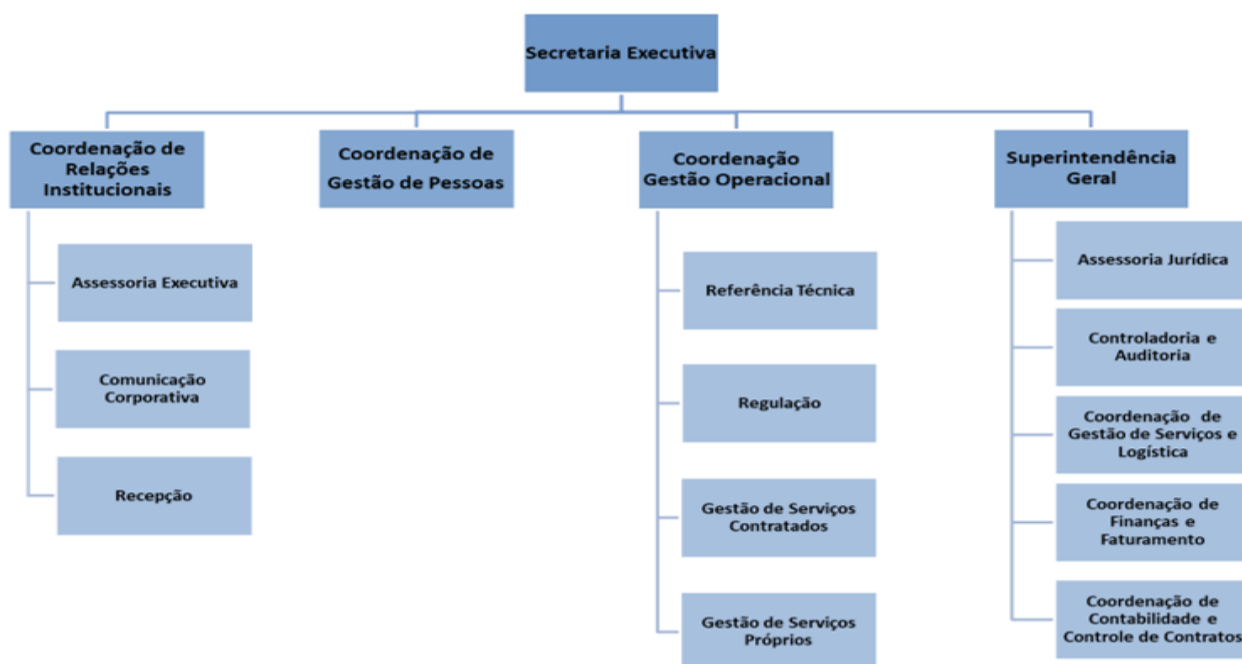 Secretaria Executiva
Coordenação de
Relações
Institucionais
Coordenação de
Gestão de Pessoas
Coordenação
Gestão Operacional
Superintendência
Geral
Assessoria Executiva
Comunicação
Corporativa
Recepção
Referência Técnica
Regulação
Gestão de Serviços
Contratados
Gestão de Serviços
Próprios
Assessoria Jurídica
Controladoria e
Auditoria
Coordenação de
Gestão de Serviços e
Logística
Coordenação de
Finanças e
Faturamento
Coordenação de
Contabilidade e
Controle de Contratos